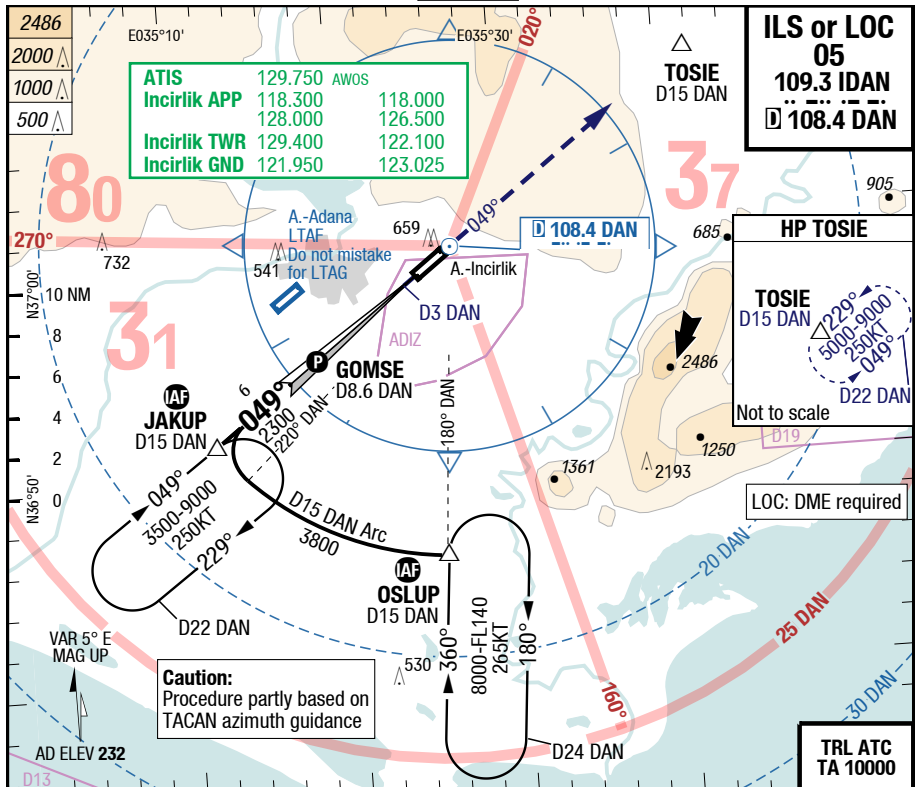 2486
2000
1000
500
E035°10'
E035°30'
020°
TOSIE
D15 DAN
ILS or LOC
05
109.3 IDAN
D 108.4 DAN
ATIS 129.750 AWOS
Incirlik APP 118.300 118.000
128.000 126.500
Incirlik TWR 129.400 122.100
Incirlik GND 121.950 123.025
80
37
31
270°
732
A.-Adana
LTAF
Do not mistake
for LTAG
541
659
049°
D 108.4 DAN
A.-Incirlik
D3 DAN
ADIZ
905
685
HP TOSIE
TOSIE
D15 DAN
229°
5000-9000
250KT
049°
D22 DAN
Not to scale
N37°00'
10 NM
8
6
4
2
0
N36°50'
P
GOMSE
D8.6 DAN
IAF
JAKUP
D15 DAN
6
049°
2300
220° DAN
180° DAN
2486
1250
1361
2193
D19
LOC: DME required
049°
3500-9000
250KT
229°
D22 DAN
D15 DAN Arc
3800
IAF
OSLUP
D15 DAN
360°
8000-FL140
265KT
180°
D24 DAN
530
20 DAN
25 DAN
30 DAN
160°
VAR 5° E
MAG UP
AD ELEV 232
D13
Caution:
Procedure partly based on
TACAN azimuth guidance
TRL ATC
TA 10000